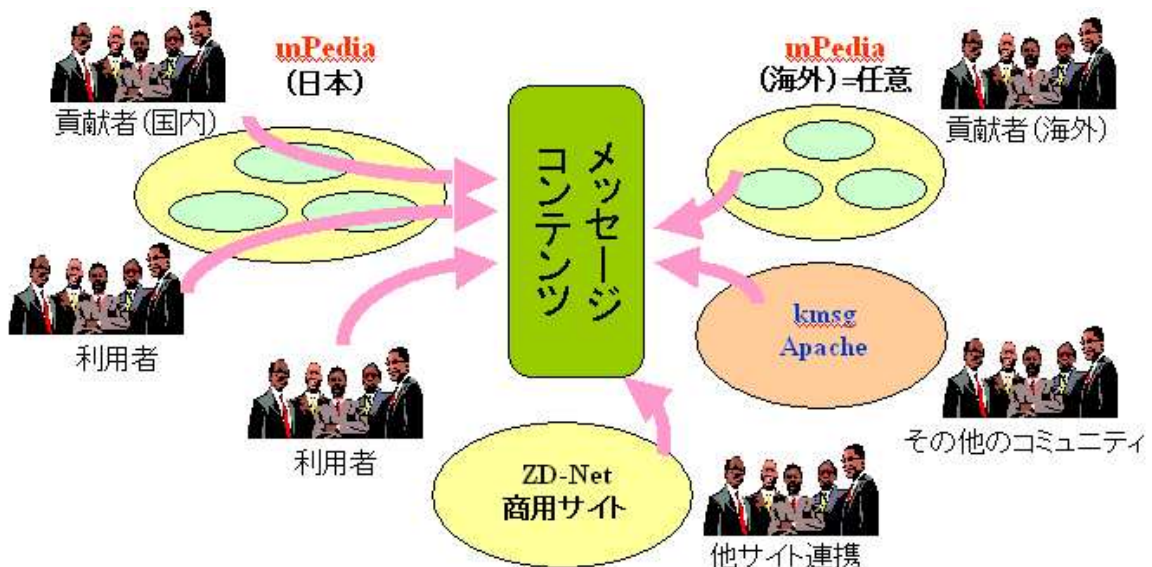 mPedia
(日本)
貢献者(国内)
mPedia
(海外)=任意
貢献者(海外)
メッセージ
コンテンツ
利用者
利用者
kmsg
Apache
その他のコミュニティ
ZD-Net
商用サイト
他サイト連携